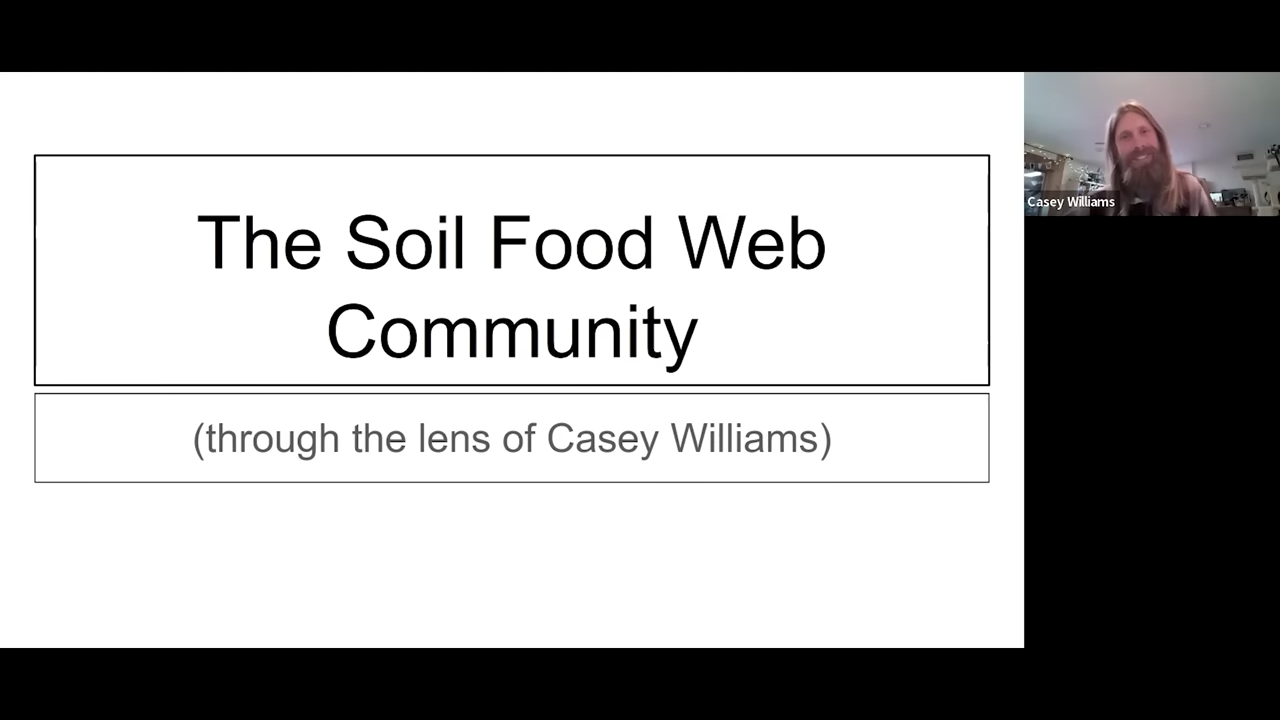 The Soil Food Web
Community
(through the lens of Casey Williams)
Casey Williams